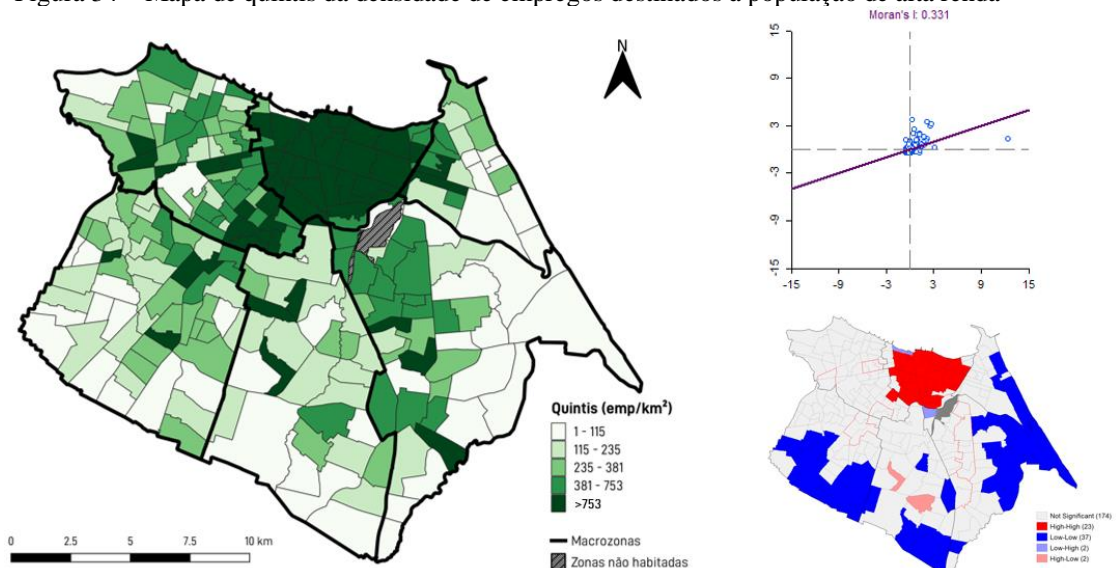 Figura 34 – Mapa de quintis da densidade de empregos destinados à população de alta renda
N
Quintis (emp/km²)
1 - 115
115 - 235
235 - 381
381 - 753
>753
Macrozonas
Zonas não habitadas
0 2.5 5 7.5 10 km
Moran's I: 0.331
15
9
3
-3
-9
-15
-15 -9 -3 3 9 15
Not Significant (174)
High-High (23)
Low-Low (37)
Low-High (2)
High-Low (2)